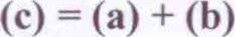 (c) = (a) + (b)